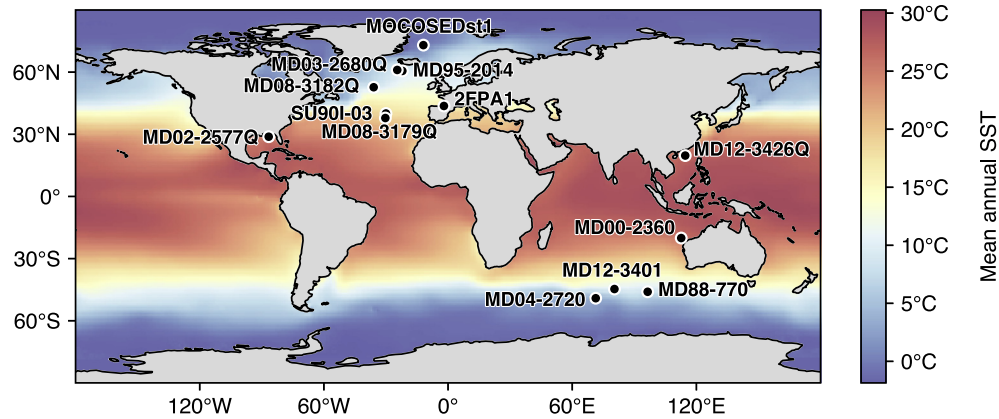 MOCOSEDst1
MD03-2680Q
MD95-2014
MD08-3182Q
2FPA1
SU90I-03
MD08-3179Q
MD02-2577Q
MD12-3426Q
MD00-2360
MD12-3401
MD88-770
MD04-2720
60°N
30°N
0°
30°S
60°S
120°W
60°W
0°
60°E
120°E
30°C
25°C
20°C
15°C
10°C
5°C
0°C
Mean annual SST